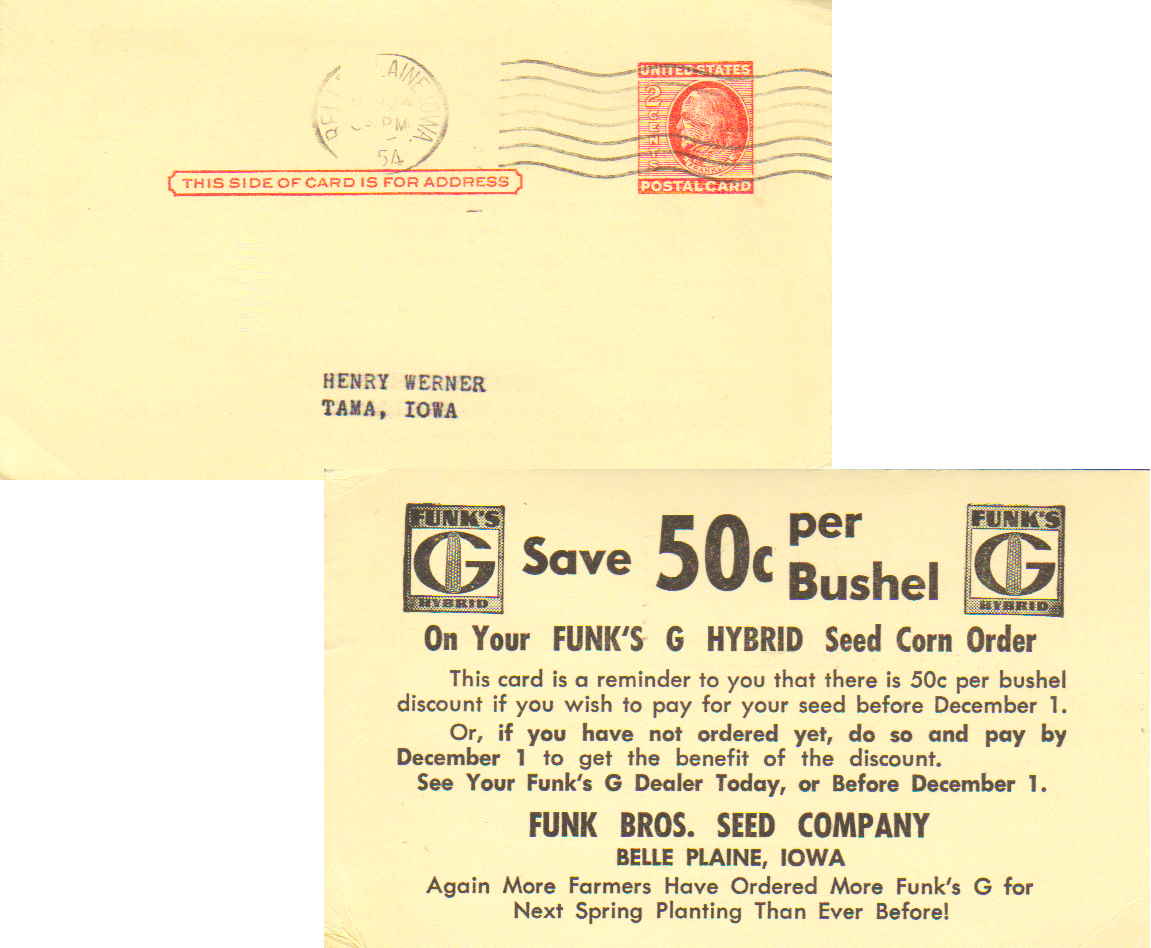 BELLE PLAINE, IOWA.
PM
54
UNITED STATES
2
CENTS
POSTAL CARD
THIS SIDE OF CARD IS FOR ADDRESS
HENRY WERNER
TAMA, IOWA
FUNK'S
G
HYBRID
Save 50c per
Bushel
FUNK'S
G
HYBRID
On Your FUNK'S G HYBRID Seed Corn Order
This card is a reminder to you that there is 50c per bushel
discount if you wish to pay for your seed before December 1.
Or, if you have not ordered yet, do so and pay by
December 1 to get the benefit of the discount.
See Your Funk's G Dealer Today, or Before December 1.
FUNK BROS. SEED COMPANY
BELLE PLAINE, IOWA
Again More Farmers Have Ordered More Funk's G for
Next Spring Planting Than Ever Before!